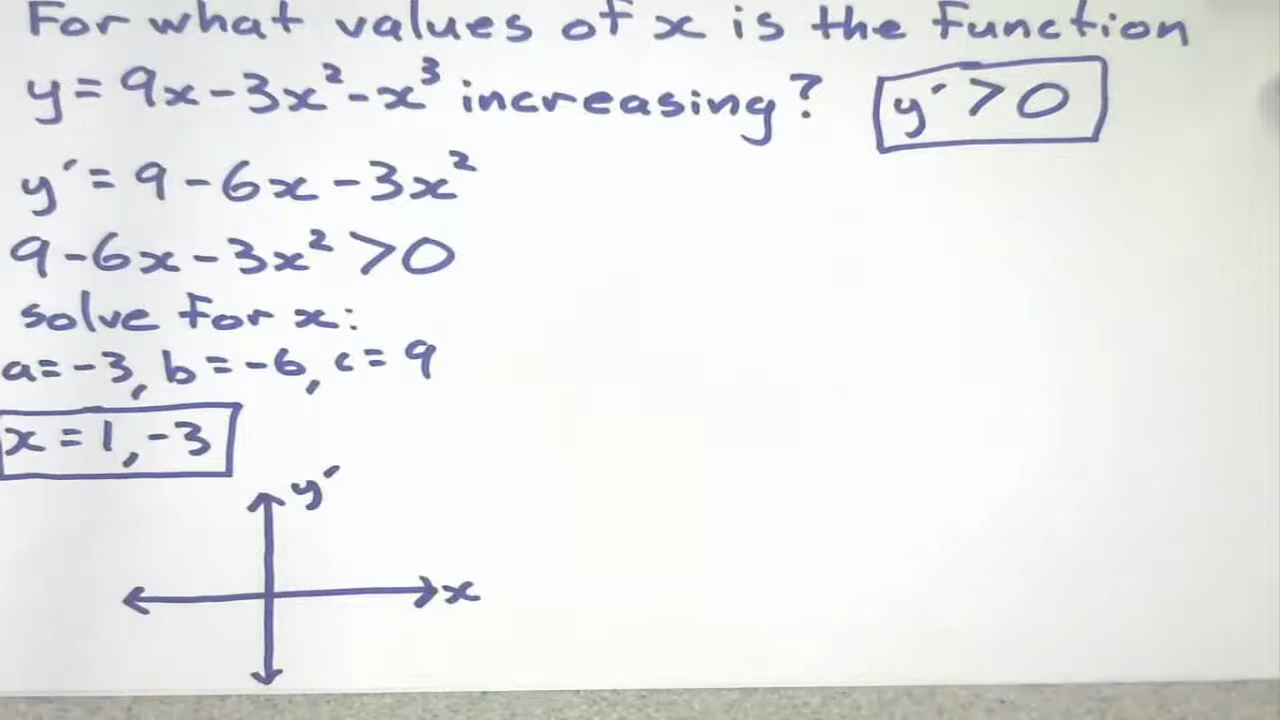 For what values of x is the function
y = 9x - 3x² - x³ increasing? y' > 0
y' = 9 - 6x - 3x²
9 - 6x - 3x² > 0
solve for x:
a = -3, b = -6, c = 9
x = 1, -3
y'
x